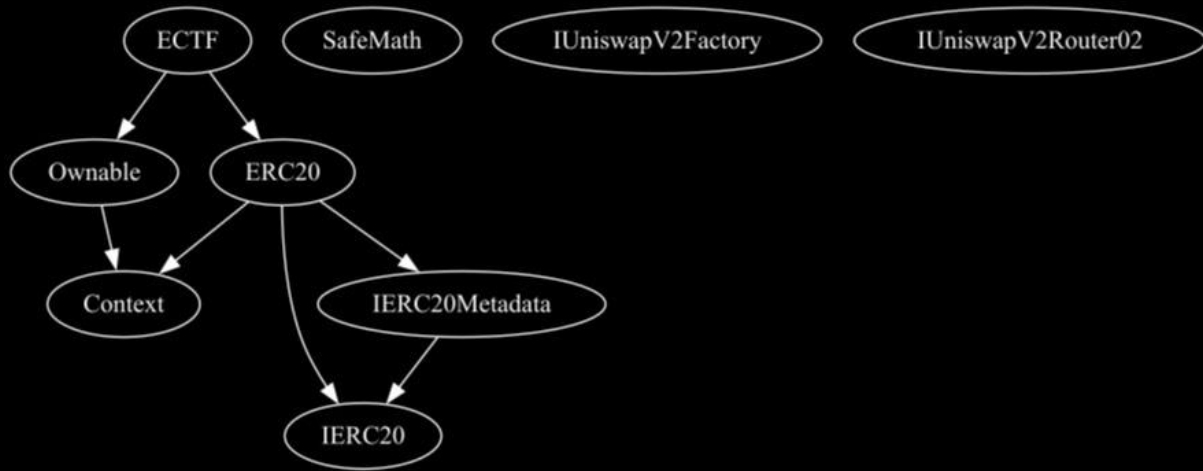 ECTF SafeMath IUniswapV2Factory IUniswapV2Router02
Ownable ERC20
Context IERC20Metadata
IERC20